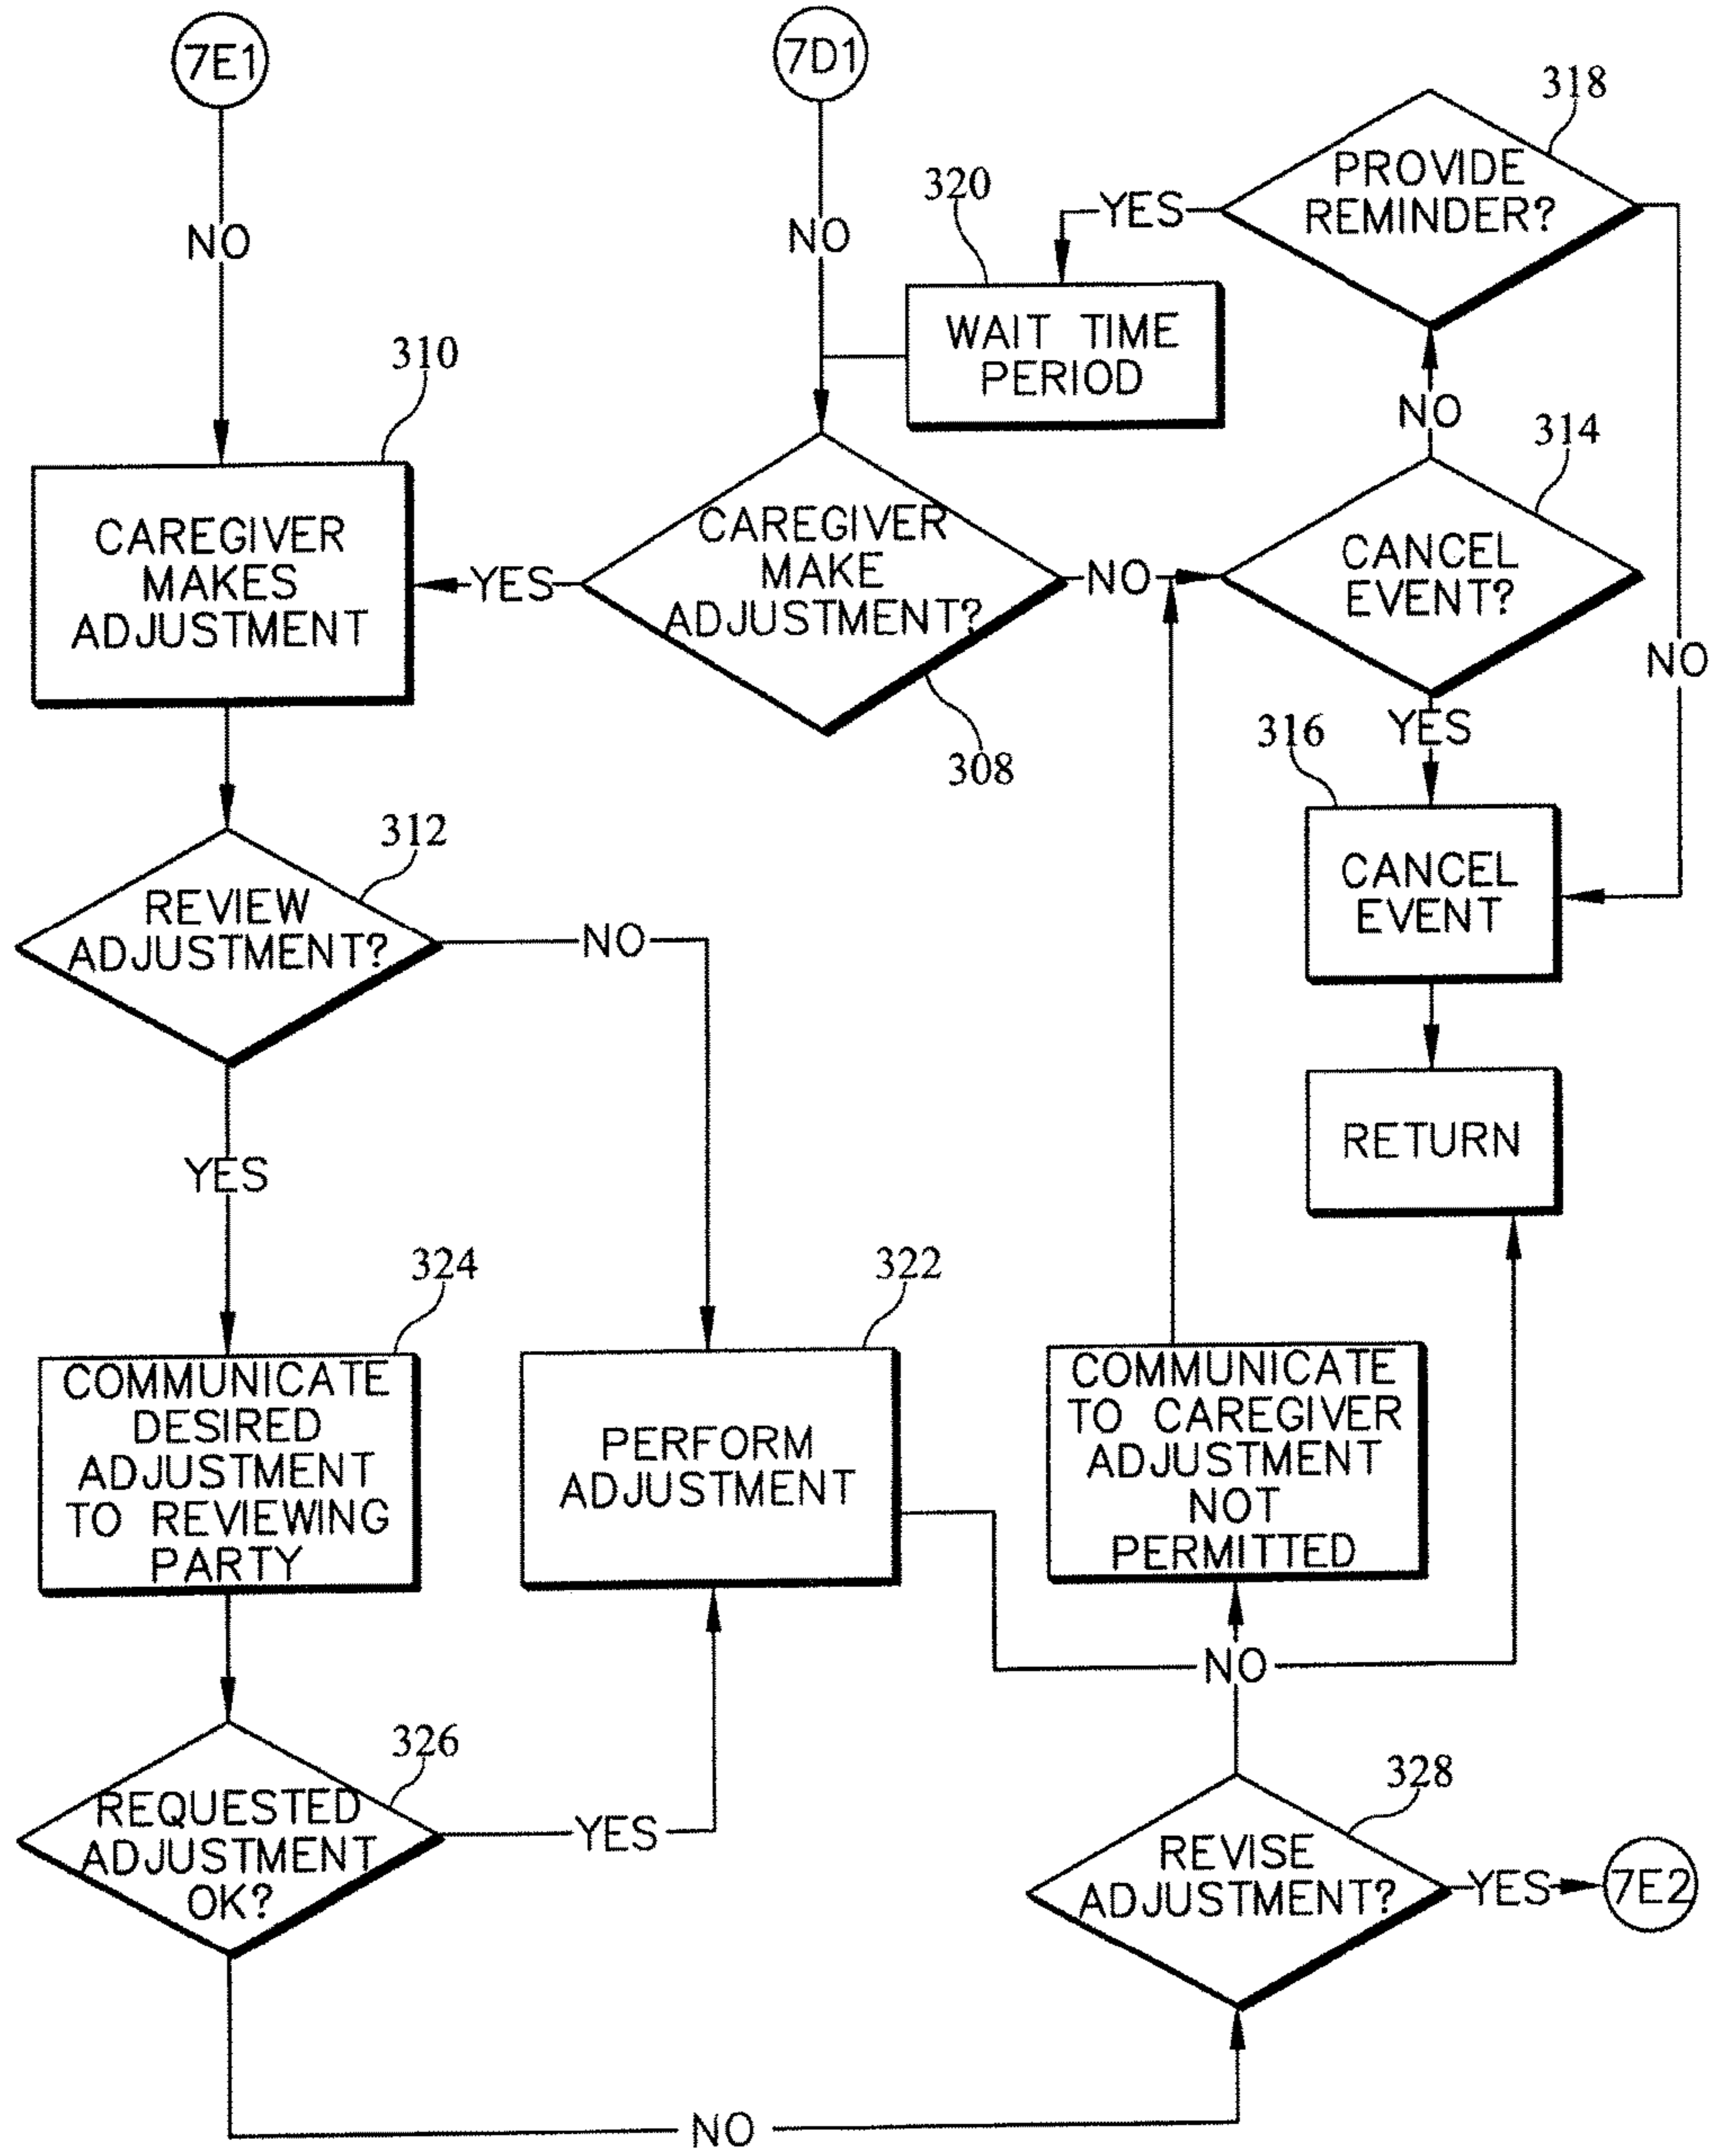 7E1
7D1
318
PROVIDE
REMINDER?
320
YES
NO
NO
WAIT TIME
PERIOD
310
NO
314
CAREGIVER
MAKES
ADJUSTMENT
YES
CAREGIVER
MAKE
ADJUSTMENT?
NO
CANCEL
EVENT?
NO
308
YES
316
312
REVIEW
ADJUSTMENT?
NO
CANCEL
EVENT
RETURN
YES
324
322
COMMUNICATE
DESIRED
ADJUSTMENT
TO REVIEWING
PARTY
PERFORM
ADJUSTMENT
COMMUNICATE
TO CAREGIVER
ADJUSTMENT
NOT
PERMITTED
NO
326
REQUESTED
ADJUSTMENT
OK?
YES
328
REVISE
ADJUSTMENT?
YES
7E2
NO